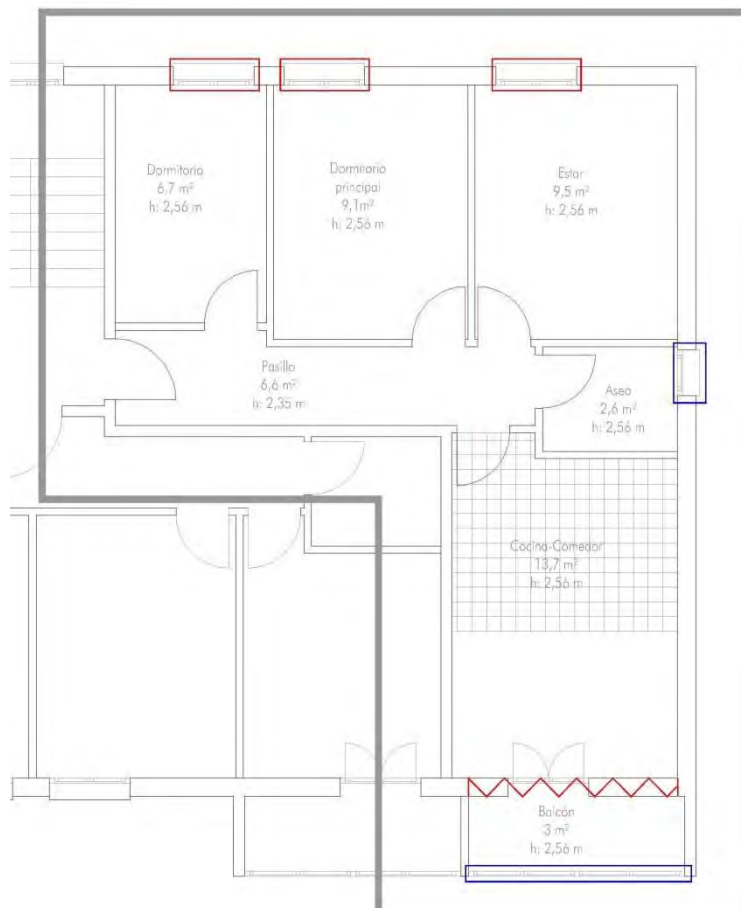 Dormitorio
6,7 m²
h: 2,56 m
Dormitorio
principal
9,1m²
h: 2,56 m
Estar
9,5 m²
h: 2,56 m
Pasillo
6,6 m²
h: 2,35 m
Aseo
2,6 m²
h: 2,56 m
Cocina-Comedor
13,7 m²
h: 2,56 m
Balcón
3 m²
h: 2,56 m